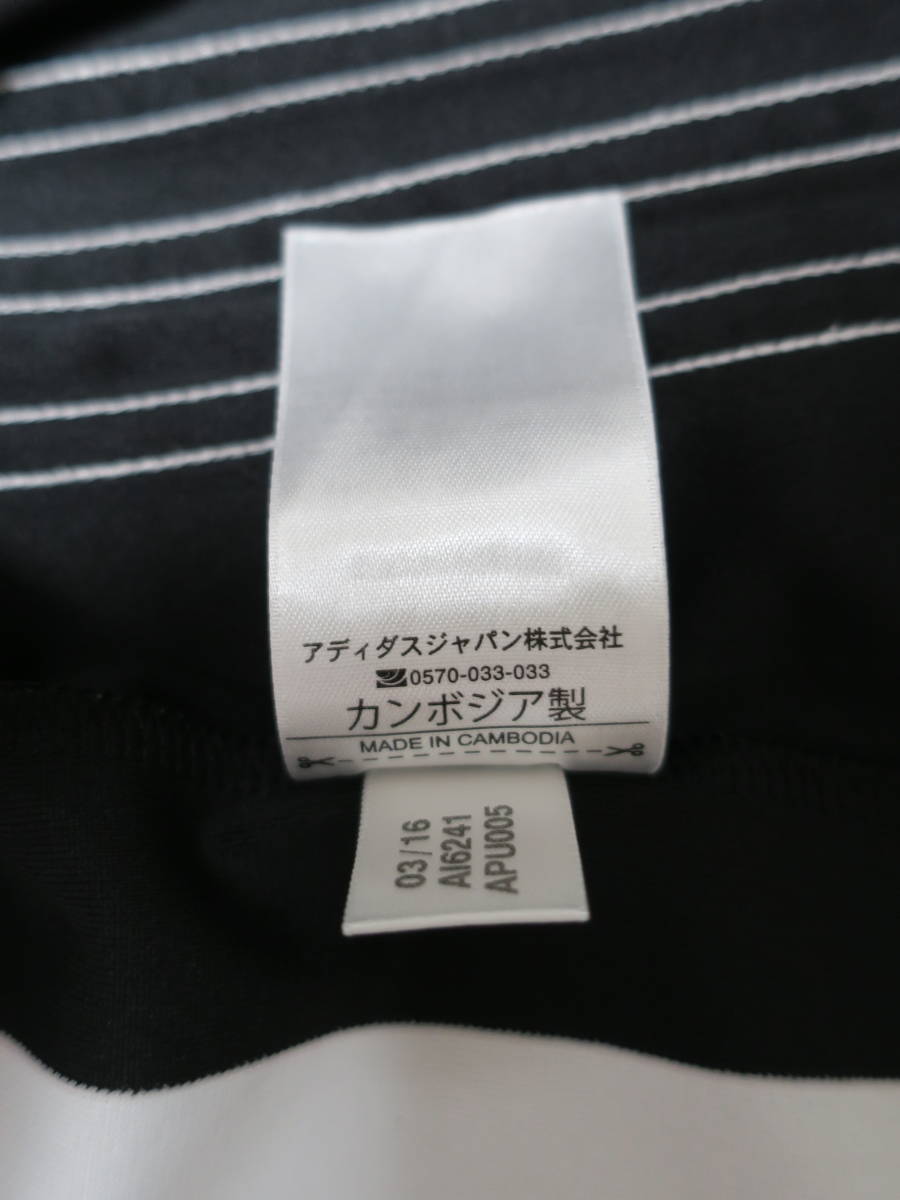 アディダスジャパン株式会社
0570-033-033
カンボジア製
MADE IN CAMBODIA
03/16
AI6241
APU005